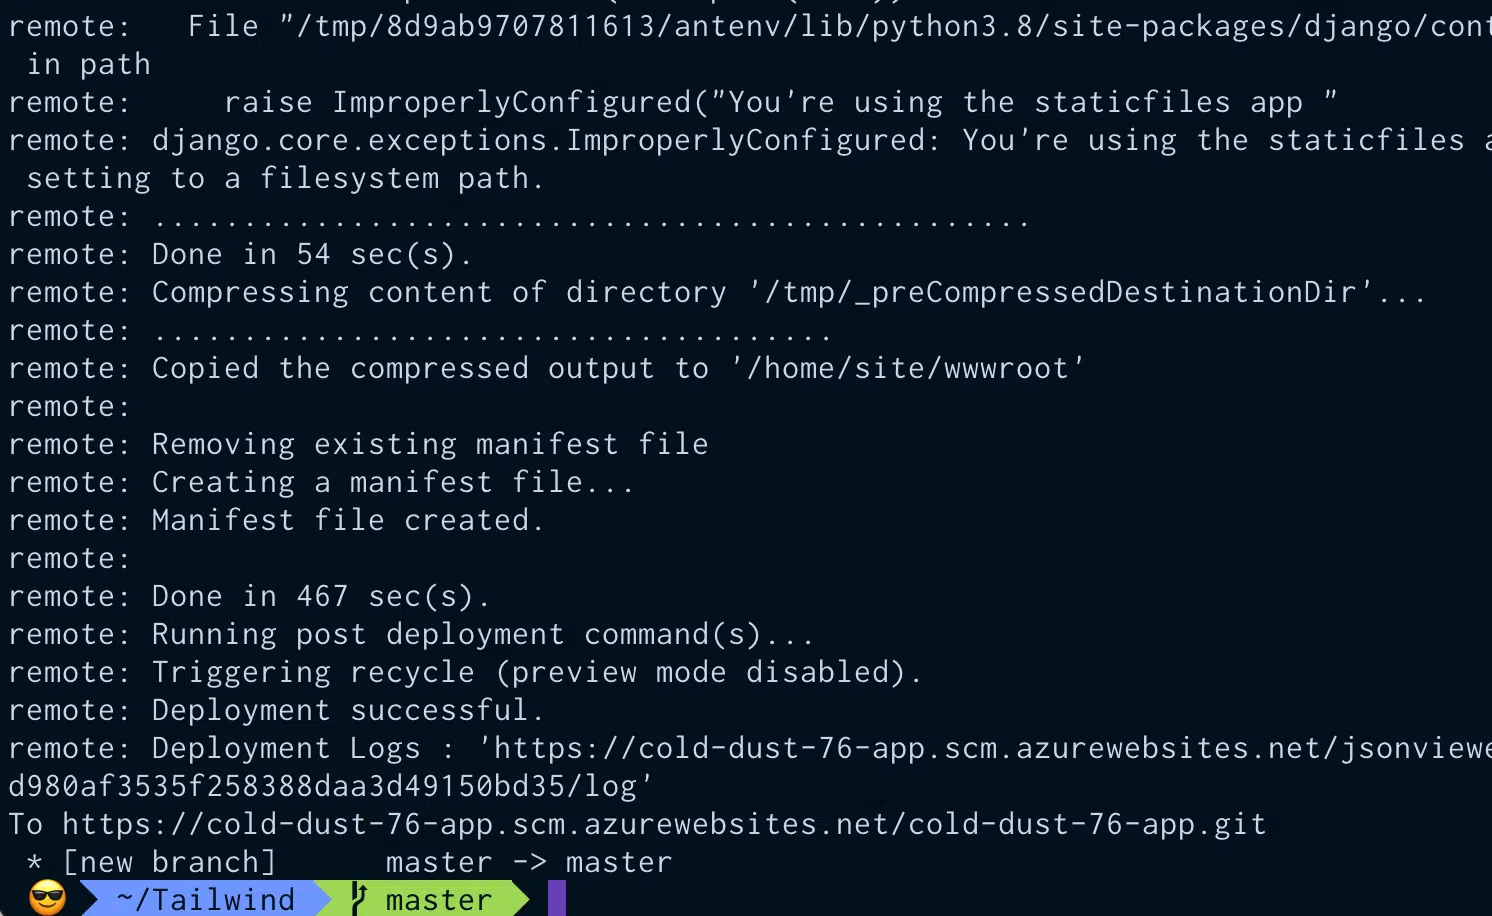 remote:   File "/tmp/8d9ab9707811613/antenv/lib/python3.8/site-packages/django/cont
 in path
remote:     raise ImproperlyConfigured("You're using the staticfiles app "
remote: django.core.exceptions.ImproperlyConfigured: You're using the staticfiles a
 setting to a filesystem path.
remote: .................................................
remote: Done in 54 sec(s).
remote: Compressing content of directory '/tmp/_preCompressedDestinationDir'...
remote: ......................................
remote: Copied the compressed output to '/home/site/wwwroot'
remote:
remote: Removing existing manifest file
remote: Creating a manifest file...
remote: Manifest file created.
remote:
remote: Done in 467 sec(s).
remote: Running post deployment command(s)...
remote: Triggering recycle (preview mode disabled).
remote: Deployment successful.
remote: Deployment Logs : 'https://cold-dust-76-app.scm.azurewebsites.net/jsonviewe
d980af3535f258388daa3d49150bd35/log'
To https://cold-dust-76-app.scm.azurewebsites.net/cold-dust-76-app.git
 * [new branch]      master -> master
~/Tailwind master